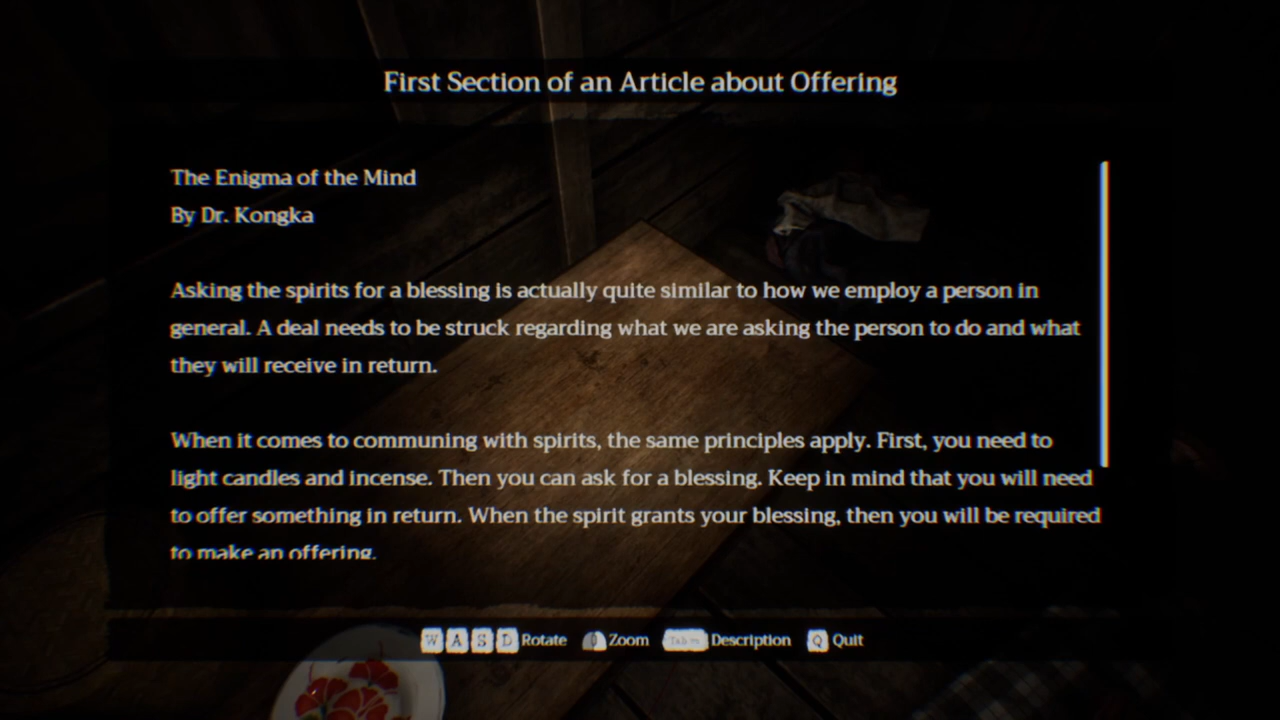 First Section of an Article about Offering
The Enigma of the Mind
By Dr. Kongka
Asking the spirits for a blessing is actually quite similar to how we employ a person in
general. A deal needs to be struck regarding what we are asking the person to do and what
they will receive in return.
When it comes to communing with spirits, the same principles apply. First, you need to
light candles and incense. Then you can ask for a blessing. Keep in mind that you will need
to offer something in return. When the spirit grants your blessing, then you will be required
to make an offering.
W A S D Rotate Zoom Tab Description Q Quit